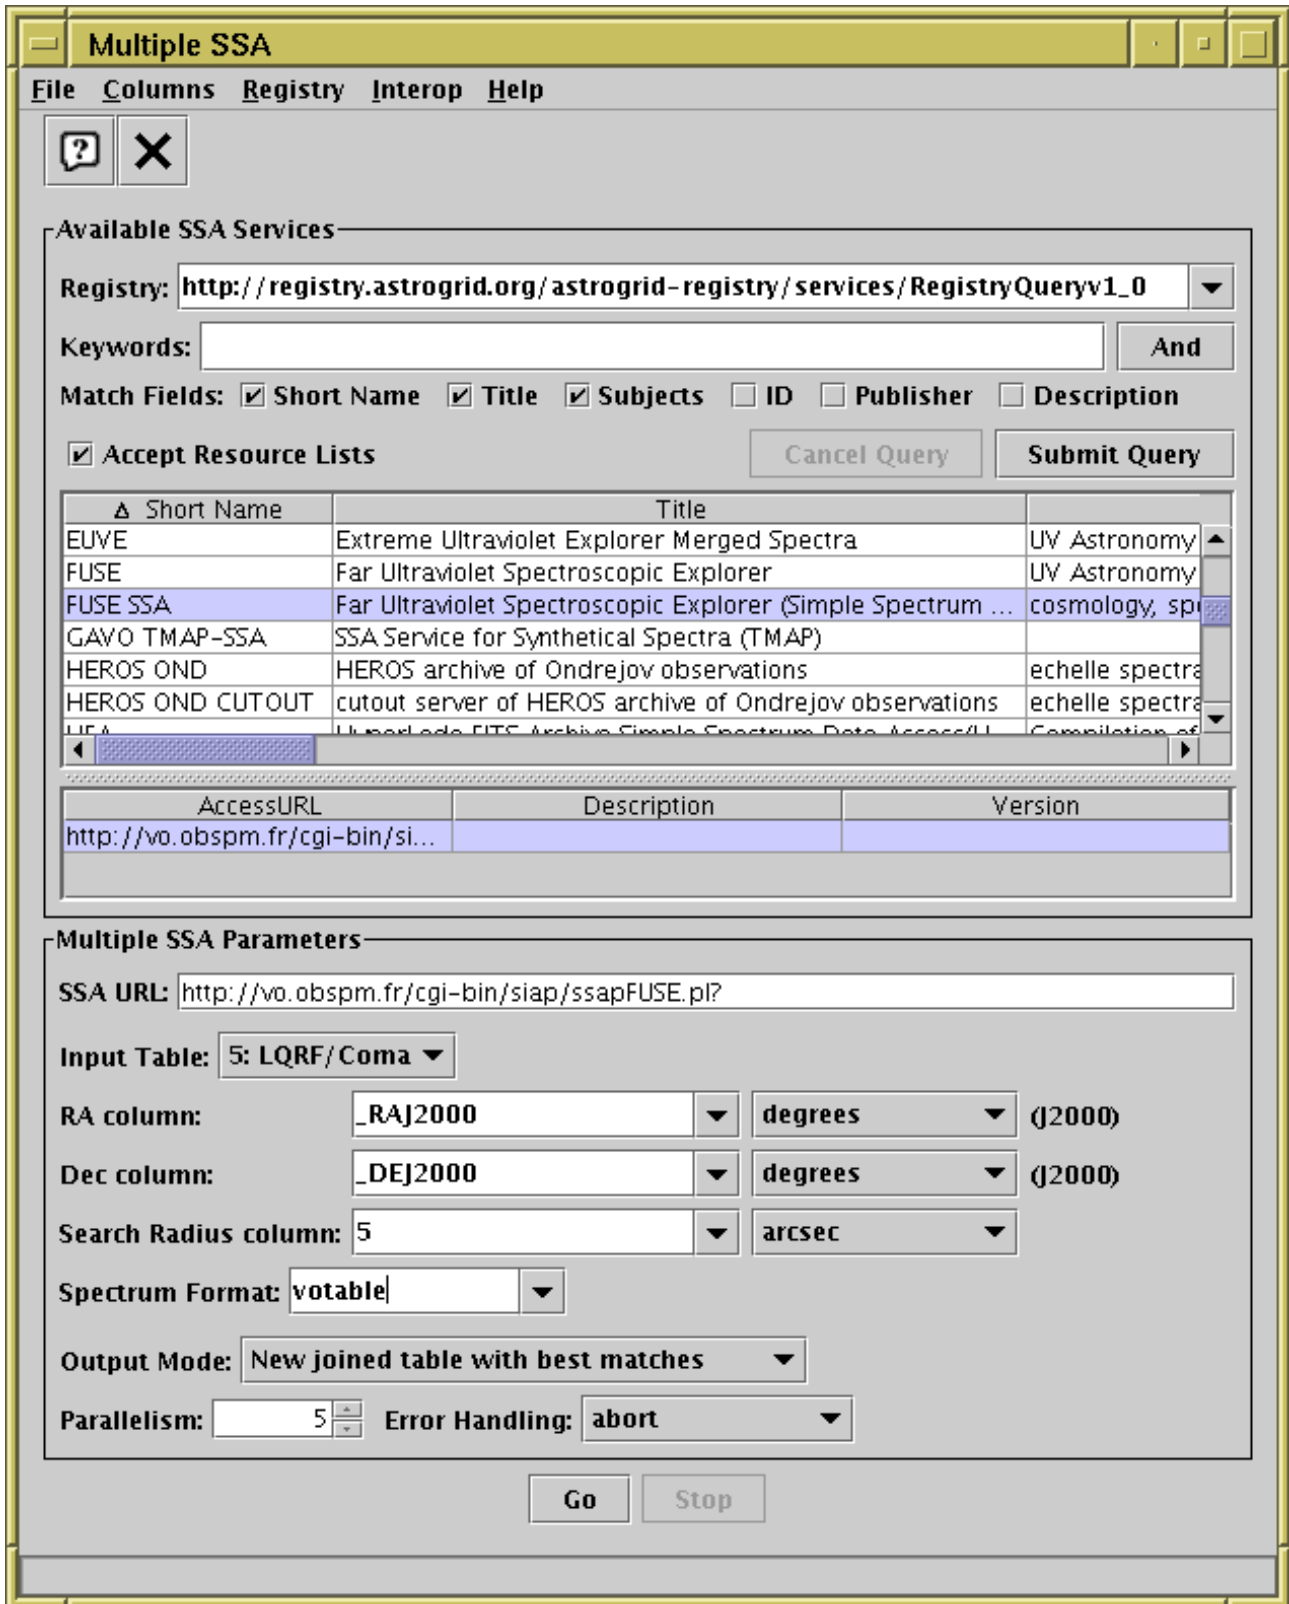 Multiple SSA
File Columns Registry Interop Help
Available SSA Services
Registry: http://registry.astrogrid.org/astrogrid-registry/services/RegistryQueryv1_0
Keywords: And
Match Fields: Short Name Title Subjects ID Publisher Description
Accept Resource Lists Cancel Query Submit Query
Short Name Title
EUVE Extreme Ultraviolet Explorer Merged Spectra UV Astronomy
FUSE Far Ultraviolet Spectroscopic Explorer UV Astronomy
FUSE SSA Far Ultraviolet Spectroscopic Explorer (Simple Spectrum ... cosmology, spe
GAVO TMAP-SSA SSA Service for Synthetical Spectra (TMAP)
HEROS OND HEROS archive of Ondrejov observations echelle spectra
HEROS OND CUTOUT cutout server of HEROS archive of Ondrejov observations echelle spectra
AccessURL Description Version
http://vo.obspm.fr/cgi-bin/si...
Multiple SSA Parameters
SSA URL: http://vo.obspm.fr/cgi-bin/siap/ssapFUSE.pl?
Input Table: 5: LQRF/Coma
RA column: _RAJ2000 degrees (J2000)
Dec column: _DEJ2000 degrees (J2000)
Search Radius column: 5 arcsec
Spectrum Format: votable
Output Mode: New joined table with best matches
Parallelism: 5 Error Handling: abort
Go Stop